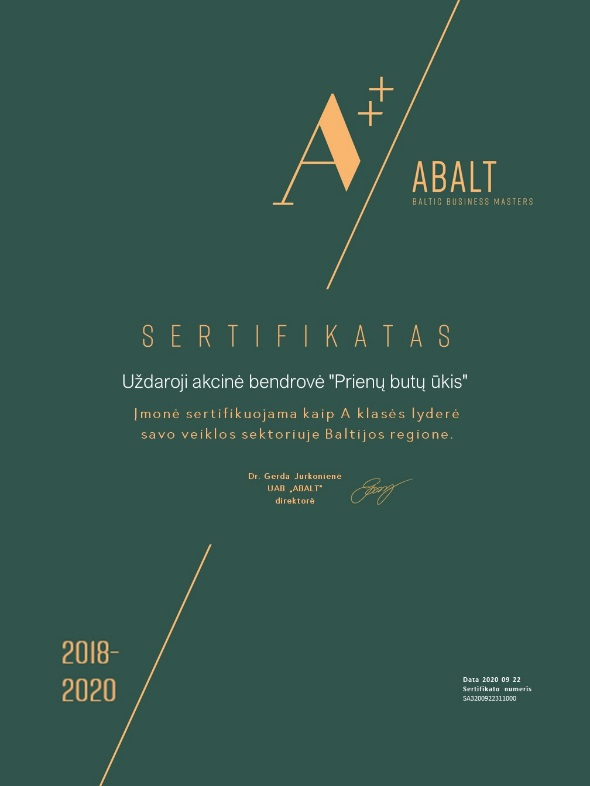 A++
ABALT
BALTIC BUSINESS MASTERS
SERTIFIKATAS
Uždaroji akcinė bendrovė "Prienų butų ūkis"
Įmonė sertifikuojama kaip A klasės lyderė
savo veiklos sektoriuje Baltijos regione.
Dr. Gerda Jurkonienė
UAB „ABALT"
direktorė
2018-
2020
Data 2020 09 22
Sertifikato numeris
SA3200922311000